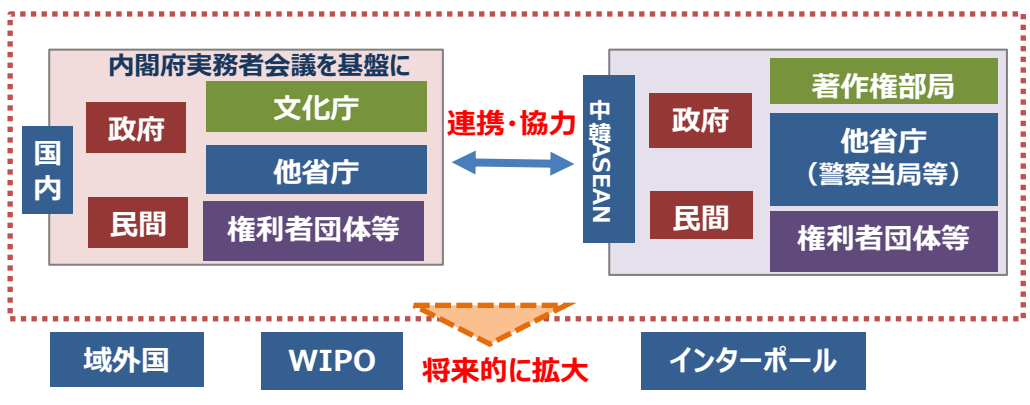 内閣府実務者会議を基盤に
国内
政府
文化庁
他省庁
民間
権利者団体等
連携・協力
中韓ASEAN
政府
著作権部局
他省庁
（警察当局等）
民間
権利者団体等
域外国
WIPO
将来的に拡大
インターポール